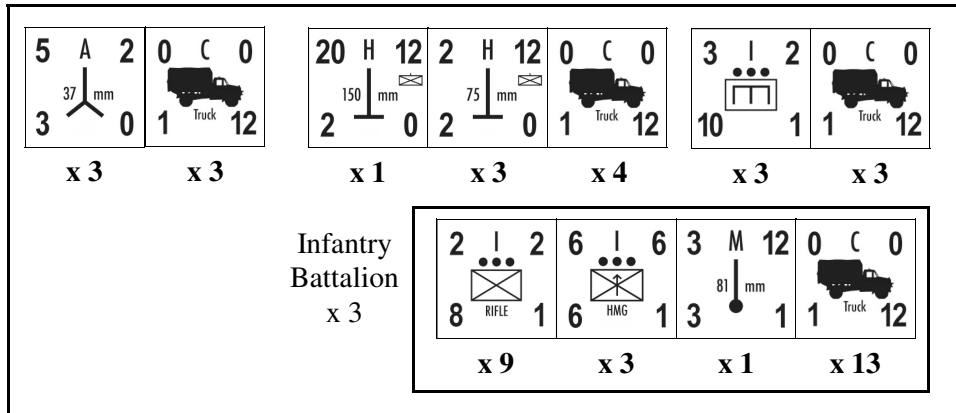 5 A 2 0 C 0 20 H 12 2 H 12 0 C 0 3 I 2 0 C 0
37 mm Truck 150 mm 75 mm Truck Truck
3 0 1 12 2 0 2 0 1 12 10 1 1 12
x 3 x 3 x 1 x 3 x 4 x 3 x 3
Infantry
Battalion
x 3
2 I 2 6 I 6 3 M 12 0 C 0
81 mm
8 RIFLE 1 6 HMG 1 3 1 1 Truck 12
x 9 x 3 x 1 x 13